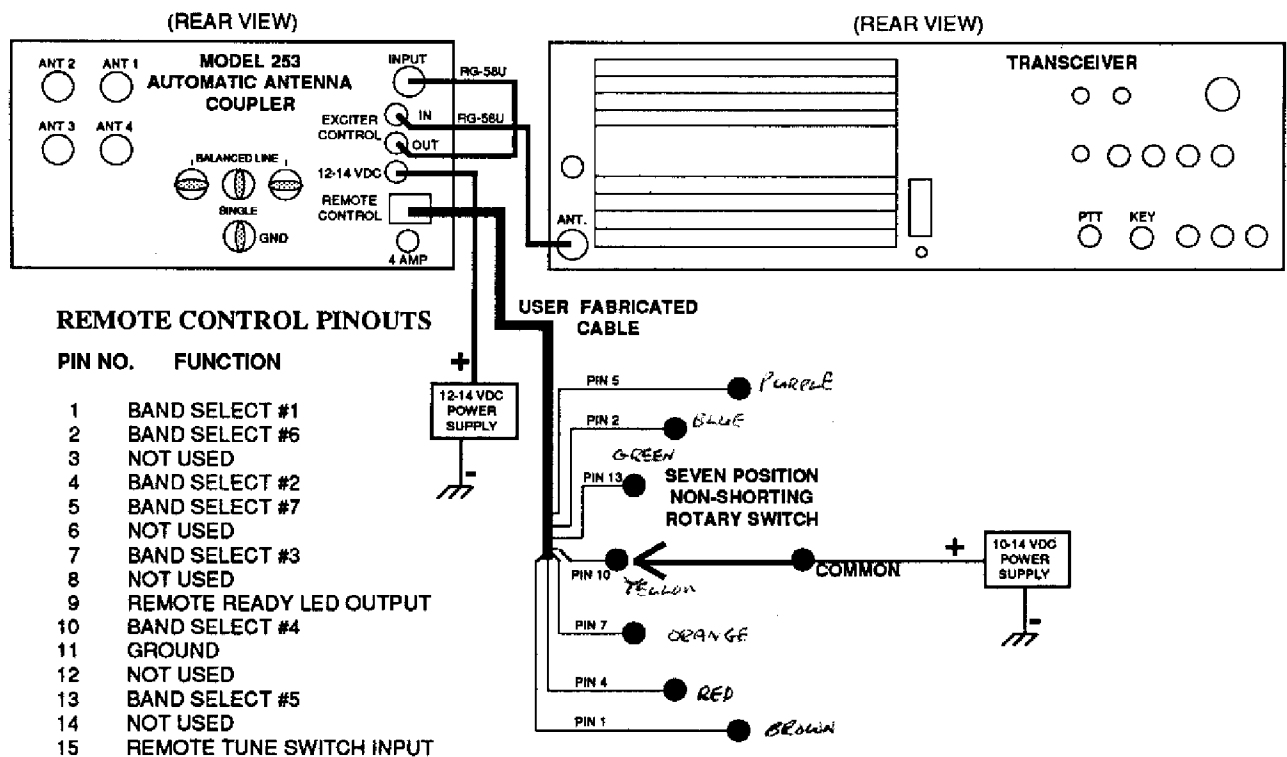 (REAR VIEW)
(REAR VIEW)
ANT 2
ANT 1
MODEL 253
AUTOMATIC ANTENNA
COUPLER
INPUT
RG-58U
ANT 3
ANT 4
EXCITER
CONTROL
IN
RG-58U
OUT
BALANCED LINE
12-14 VDC
SINGLE
REMOTE
CONTROL
GND
4 AMP
TRANSCEIVER
ANT.
PTT
KEY
REMOTE CONTROL PINOUTS
PIN NO. FUNCTION
1 BAND SELECT #1
2 BAND SELECT #6
3 NOT USED
4 BAND SELECT #2
5 BAND SELECT #7
6 NOT USED
7 BAND SELECT #3
8 NOT USED
9 REMOTE READY LED OUTPUT
10 BAND SELECT #4
11 GROUND
12 NOT USED
13 BAND SELECT #5
14 NOT USED
15 REMOTE TUNE SWITCH INPUT
USER FABRICATED
CABLE
+
12-14 VDC
POWER
SUPPLY
-
PIN 5
PURPLE
PIN 2
BLUE
GREEN
PIN 13
SEVEN POSITION
NON-SHORTING
ROTARY SWITCH
PIN 10
YELLOW
COMMON
+
10-14 VDC
POWER
SUPPLY
-
PIN 7
ORANGE
PIN 4
RED
PIN 1
BROWN